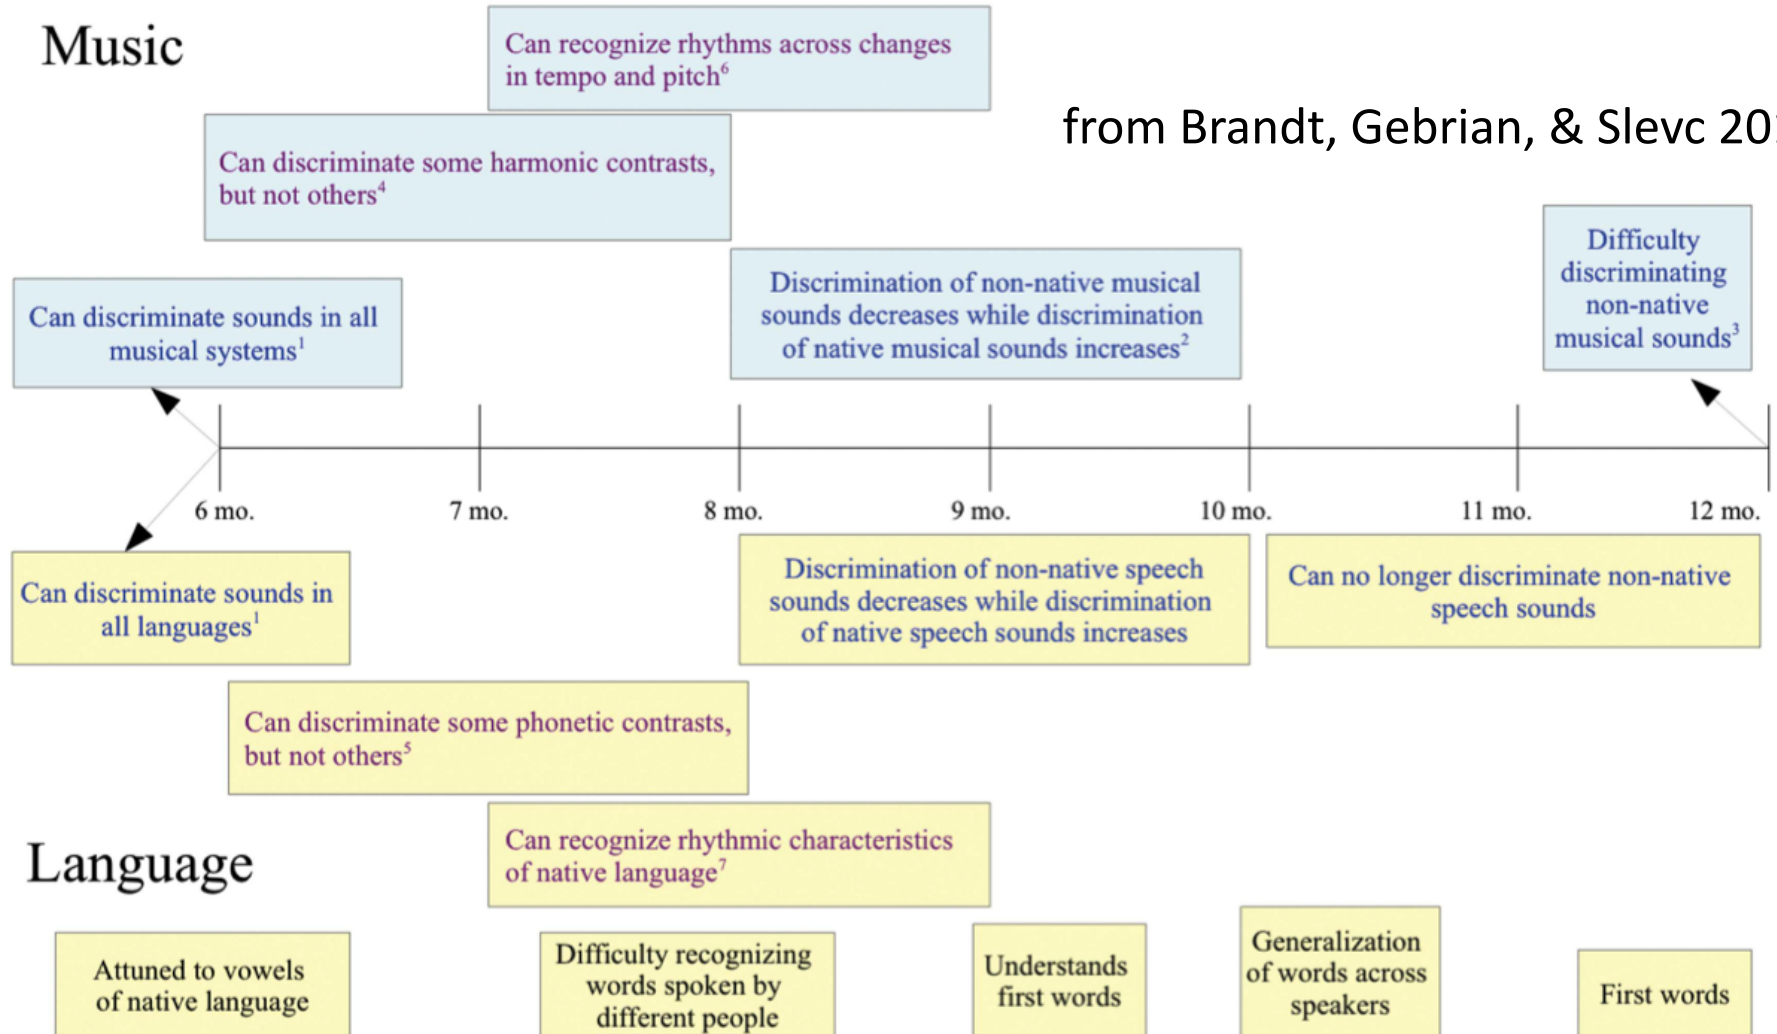 Music
Can recognize rhythms across changes
in tempo and pitch⁶
from Brandt, Gebrian, & Slevc
Can discriminate some harmonic contrasts,
but not others⁴
Difficulty
discriminating
non-native
musical sounds³
Discrimination of non-native musical
sounds decreases while discrimination
of native musical sounds increases²
Can discriminate sounds in all
musical systems¹
6 mo. 7 mo. 8 mo. 9 mo. 10 mo. 11 mo. 12 mo.
Can discriminate sounds in
all languages¹
Discrimination of non-native speech
sounds decreases while discrimination
of native speech sounds increases
Can no longer discriminate non-native
speech sounds
Can discriminate some phonetic contrasts,
but not others⁵
Can recognize rhythmic characteristics
of native language⁷
Language
Attuned to vowels
of native language
Difficulty recognizing
words spoken by
different people
Understands
first words
Generalization
of words across
speakers
First words